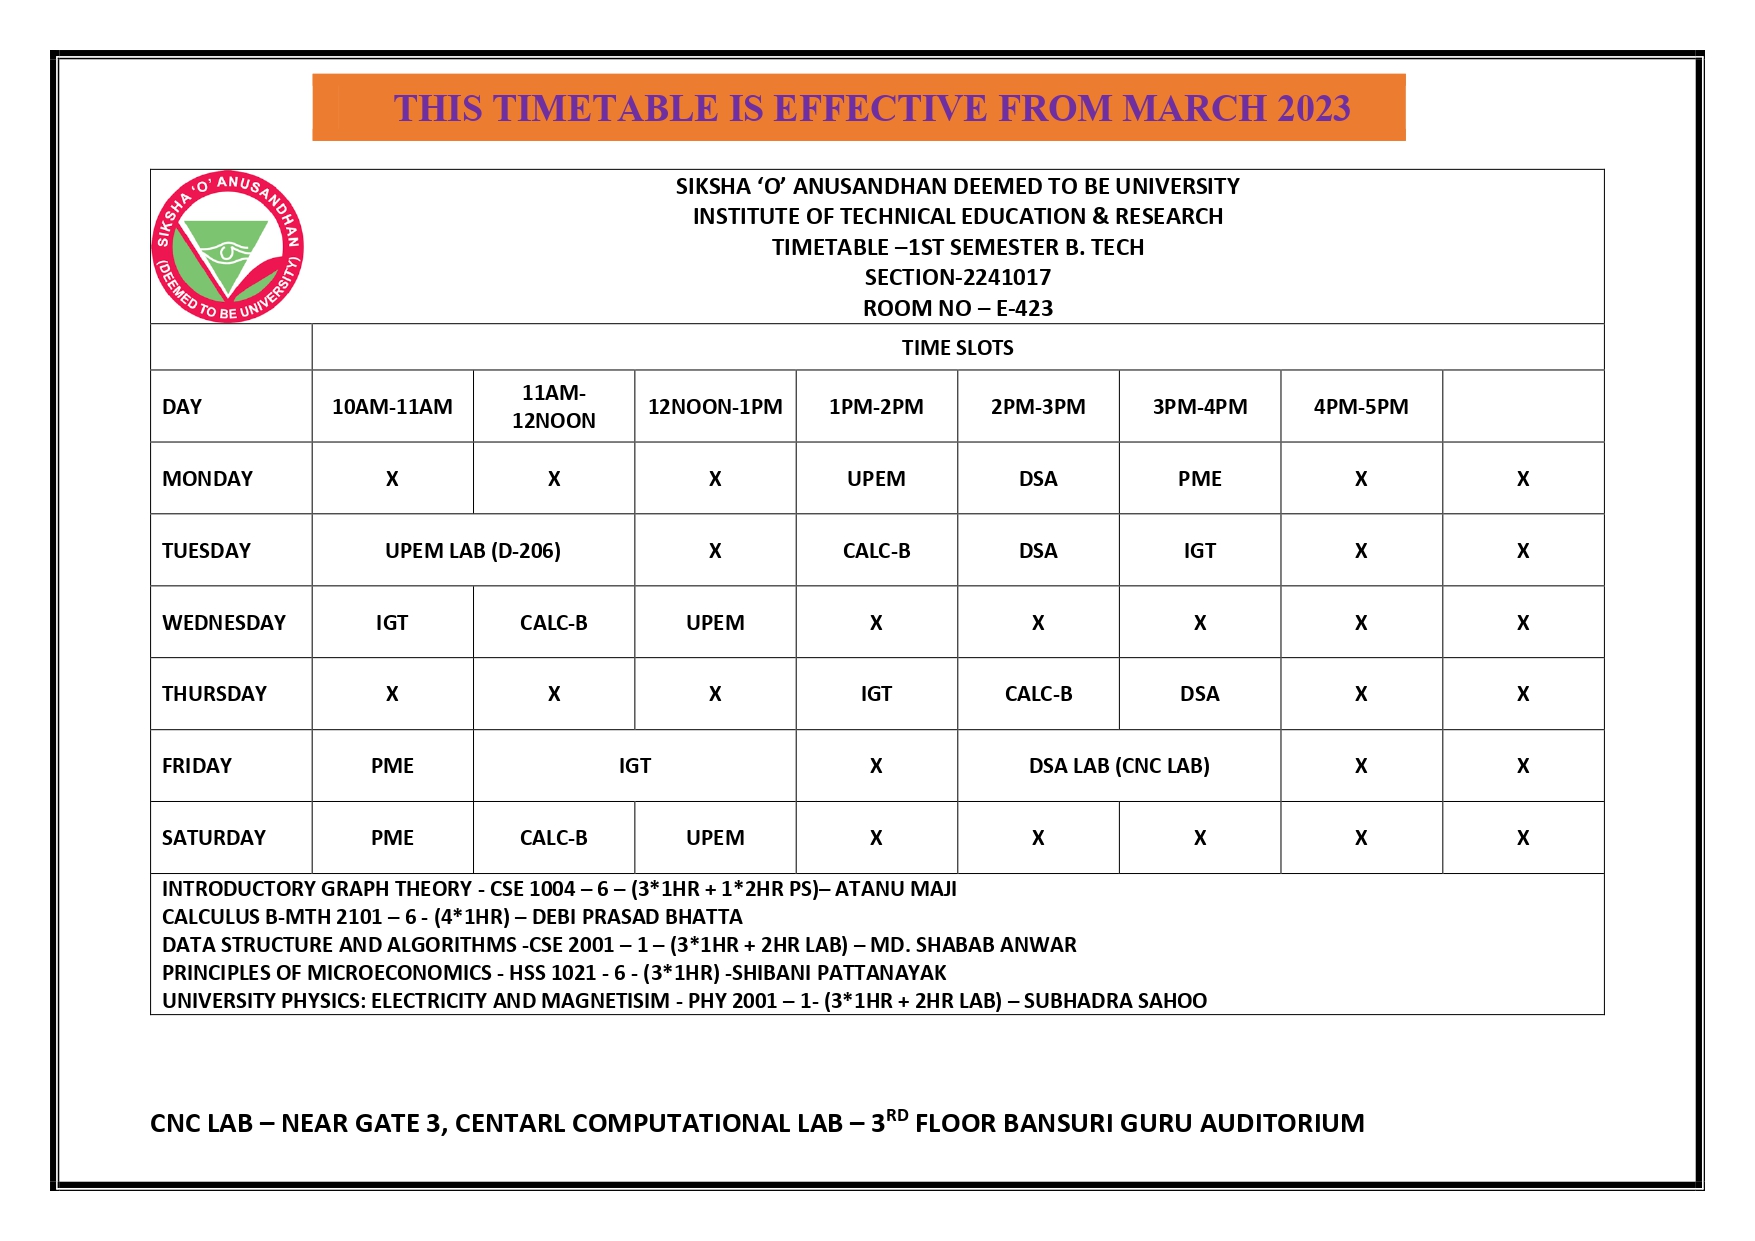 THIS TIMETABLE IS EFFECTIVE FROM MARCH 2023
SIKSHA 'O' ANUSANDHAN
(DEEMED TO BE UNIVERSITY)
SIKSHA ‘O’ ANUSANDHAN DEEMED TO BE UNIVERSITY
INSTITUTE OF TECHNICAL EDUCATION & RESEARCH
TIMETABLE –1ST SEMESTER B. TECH
SECTION-2241017
ROOM NO – E-423
TIME SLOTS
DAY 10AM-11AM 11AM-12NOON 12NOON-1PM 1PM-2PM 2PM-3PM 3PM-4PM 4PM-5PM
MONDAY X X X UPEM DSA PME X X
TUESDAY UPEM LAB (D-206) X CALC-B DSA IGT X X
WEDNESDAY IGT CALC-B UPEM X X X X X
THURSDAY X X X IGT CALC-B DSA X X
FRIDAY PME IGT X DSA LAB (CNC LAB) X X
SATURDAY PME CALC-B UPEM X X X X X
INTRODUCTORY GRAPH THEORY - CSE 1004 – 6 – (3*1HR + 1*2HR PS)– ATANU MAJI
CALCULUS B-MTH 2101 – 6 - (4*1HR) – DEBI PRASAD BHATTA
DATA STRUCTURE AND ALGORITHMS -CSE 2001 – 1 – (3*1HR + 2HR LAB) – MD. SHABAB ANWAR
PRINCIPLES OF MICROECONOMICS - HSS 1021 - 6 - (3*1HR) -SHIBANI PATTANAYAK
UNIVERSITY PHYSICS: ELECTRICITY AND MAGNETISIM - PHY 2001 – 1- (3*1HR + 2HR LAB) – SUBHADRA SAHOO
CNC LAB – NEAR GATE 3, CENTARL COMPUTATIONAL LAB – 3RD FLOOR BANSURI GURU AUDITORIUM